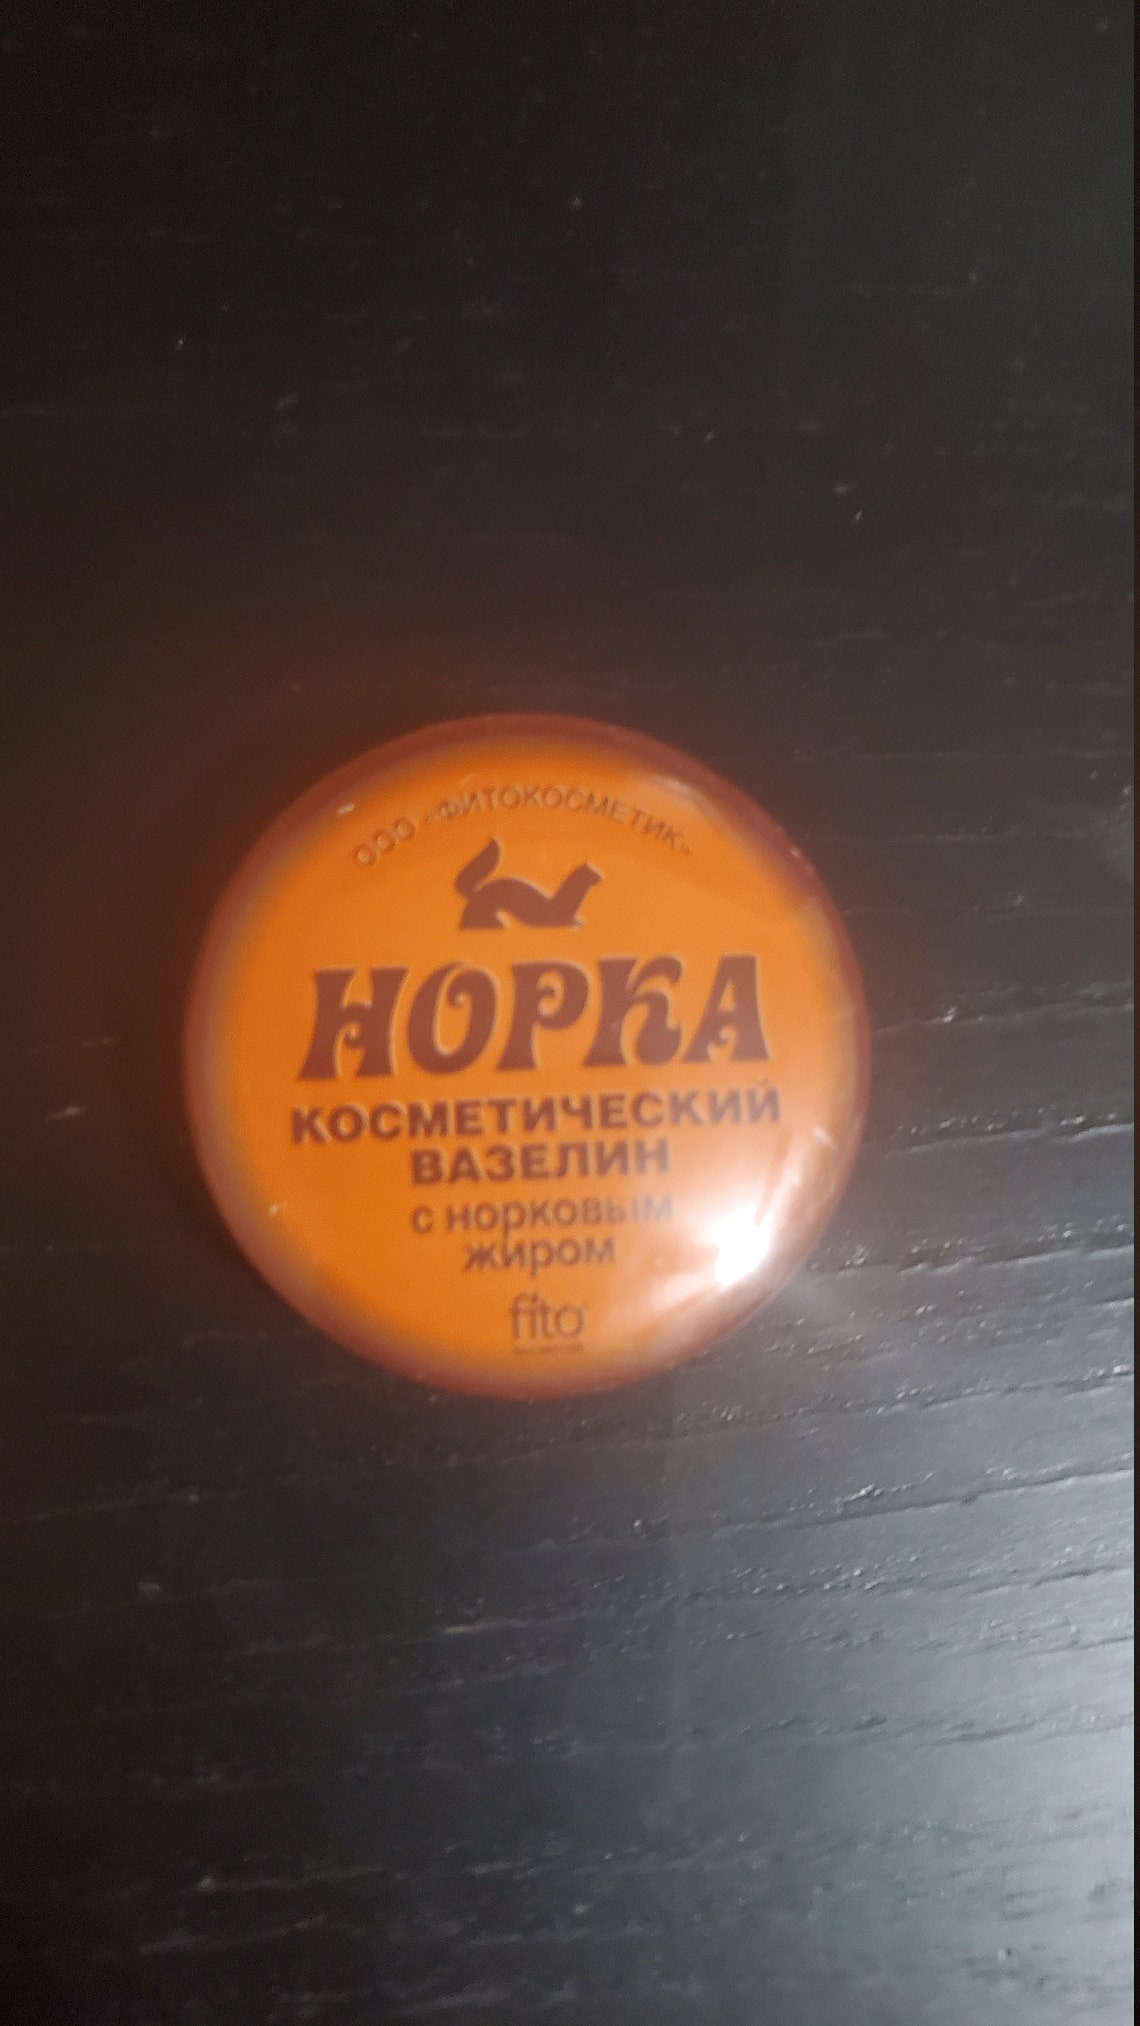 ООО «ФИТОКОСМЕТИК»
НОРКА
КОСМЕТИЧЕСКИЙ
ВАЗЕЛИН
с норковым
жиром
fito